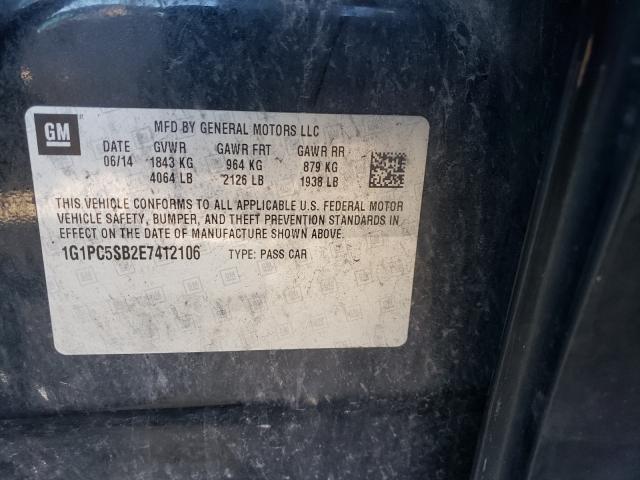 GM
MFD BY GENERAL MOTORS LLC
DATE GVWR GAWR FRT GAWR RR
06/14 1843 KG 964 KG 879 KG
4064 LB 2126 LB 1938 LB
THIS VEHICLE CONFORMS TO ALL APPLICABLE U.S. FEDERAL MOTOR
VEHICLE SAFETY, BUMPER, AND THEFT PREVENTION STANDARDS IN
EFFECT ON THE DATE OF MANUFACTURE SHOWN ABOVE.
1G1PC5SB2E7412106 TYPE: PASS CAR